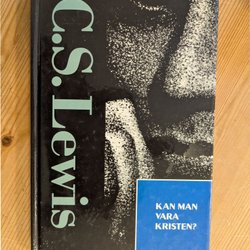 C.S. Lewis
KAN MAN
VARA
KRISTEN?